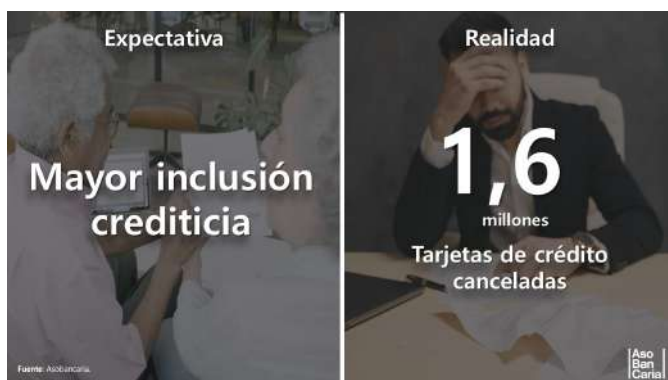 Expectativa
Mayor inclusión
crediticia
Fuente: Asobancaria.
Realidad
1,6
millones
Tarjetas de crédito
canceladas
Aso
Ban
Caria